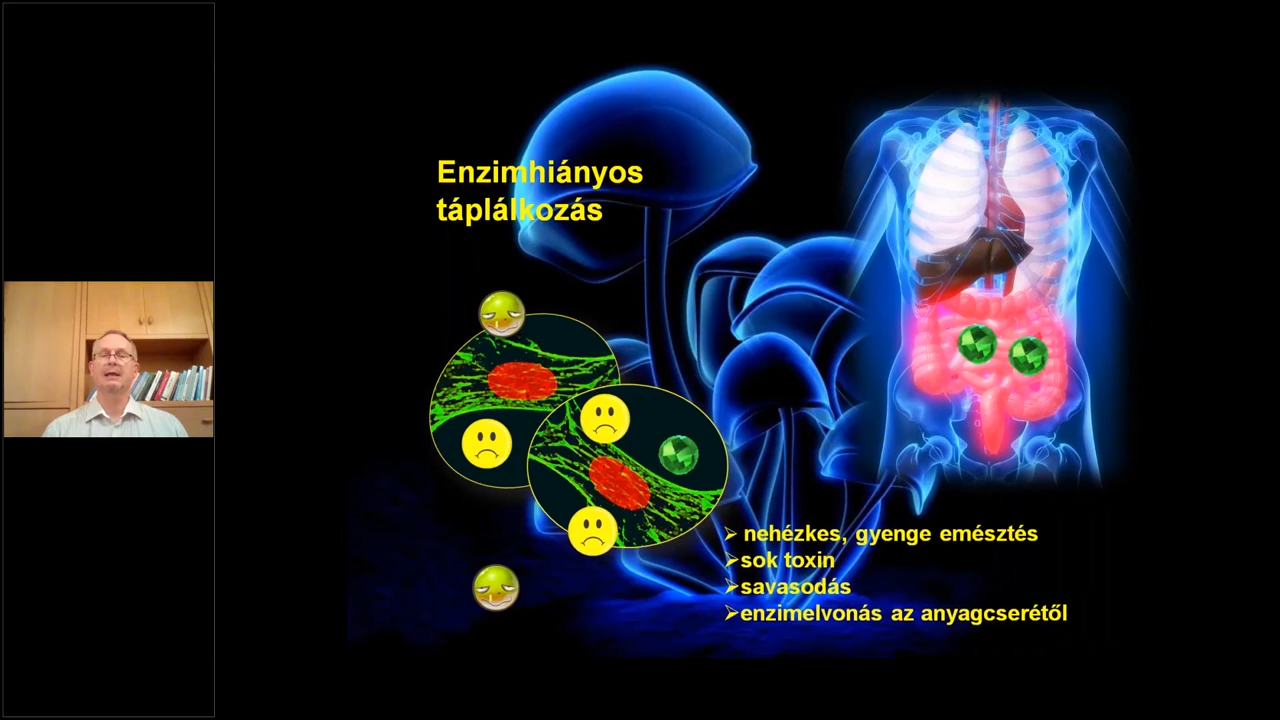 Enzimhiányos
táplálkozás
➢ nehézkes, gyenge emésztés
➢sok toxin
➢savasodás
➢enzimelvonás az anyagcserétől